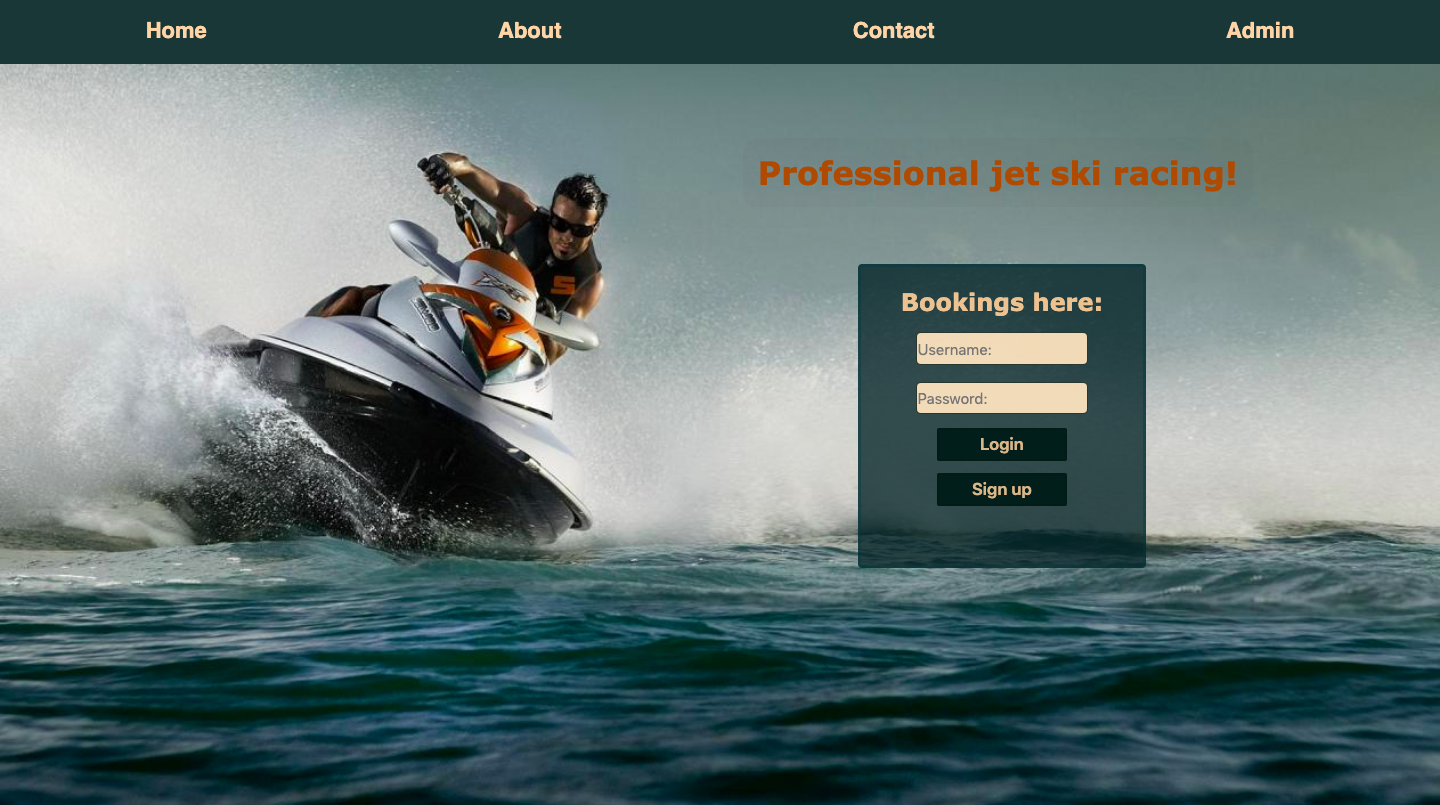 Home
About
Contact
Admin
Professional jet ski racing!
Bookings here:
Username:
Password:
Login
Sign up